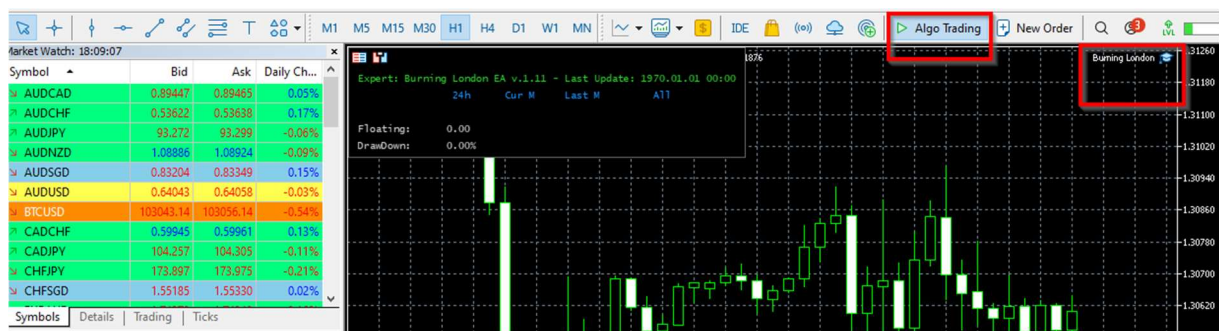 M1 M5 M15 M30 H1 H4 D1 W1 MN $ IDE Algo Trading New Order 3 LVL
Market Watch: 18:09:07 ×
Symbol Bid Ask Daily Ch...
AUDCAD 0.89447 0.89465 0.05%
AUDCHF 0.53622 0.53638 0.17%
AUDJPY 93.272 93.299 -0.06%
AUDNZD 1.08886 1.08924 -0.09%
AUDSGD 0.83204 0.83349 0.15%
AUDUSD 0.64043 0.64058 -0.03%
BTCUSD 103043.14 103056.14 -0.54%
CADCHF 0.59945 0.59961 0.13%
CADJPY 104.257 104.305 -0.11%
CHFJPY 173.897 173.975 -0.21%
CHFSGD 1.55185 1.55330 0.02%
Symbols Details Trading Ticks
1876
Burning London
Expert: Burning London EA v.1.11 - Last Update: 1970.01.01 00:00
24h Cur M Last M All
Floating: 0.00
DrawDown: 0.00%
1.31260
1.31180
1.31100
1.31020
1.30940
1.30860
1.30780
1.30700
1.30620